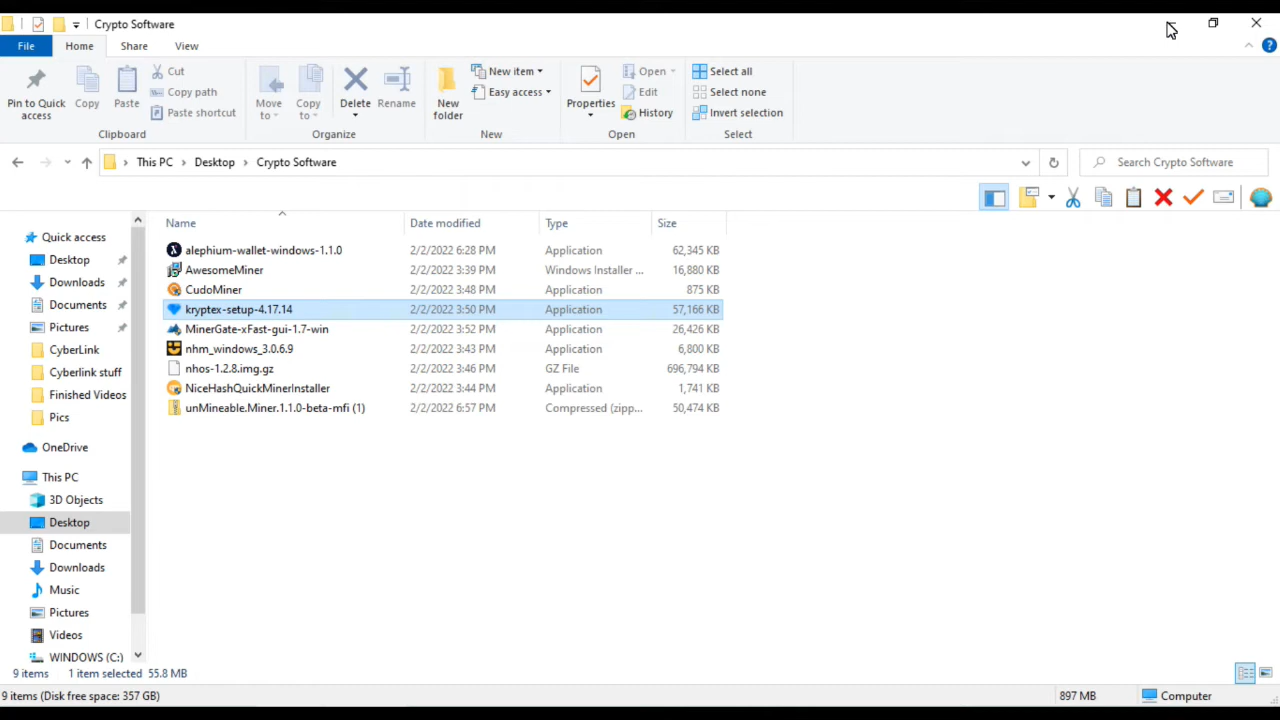 Crypto Software
File Home Share View
Pin to Quick access Copy Paste Cut Copy path Paste shortcut Move to Copy to Delete Rename New folder New item Easy access Properties Open Edit History Select all Select none Invert selection
Clipboard Organize New Open Select
This PC > Desktop > Crypto Software Search Crypto Software
Name Date modified Type Size
alephium-wallet-windows-1.1.0 2/2/2022 6:28 PM Application 62,345 KB
AwesomeMiner 2/2/2022 3:39 PM Windows Installer ... 16,880 KB
CudoMiner 2/2/2022 3:48 PM Application 875 KB
kryptex-setup-4.17.14 2/2/2022 3:50 PM Application 57,166 KB
MinerGate-xFast-gui-1.7-win 2/2/2022 3:52 PM Application 26,426 KB
nhm_windows_3.0.6.9 2/2/2022 3:43 PM Application 6,800 KB
nhos-1.2.8.img.gz 2/2/2022 3:46 PM GZ File 696,794 KB
NiceHashQuickMinerInstaller 2/2/2022 3:44 PM Application 1,741 KB
unMineable.Miner.1.1.0-beta-mfi (1) 2/2/2022 6:57 PM Compressed (zipp... 50,474 KB
Quick access
Desktop
Downloads
Documents
Pictures
CyberLink
Cyberlink stuff
Finished Videos
Pics
OneDrive
This PC
3D Objects
Desktop
Documents
Downloads
Music
Pictures
Videos
WINDOWS (C:)
9 items 1 item selected 55.8 MB
9 items (Disk free space: 357 GB) 897 MB Computer